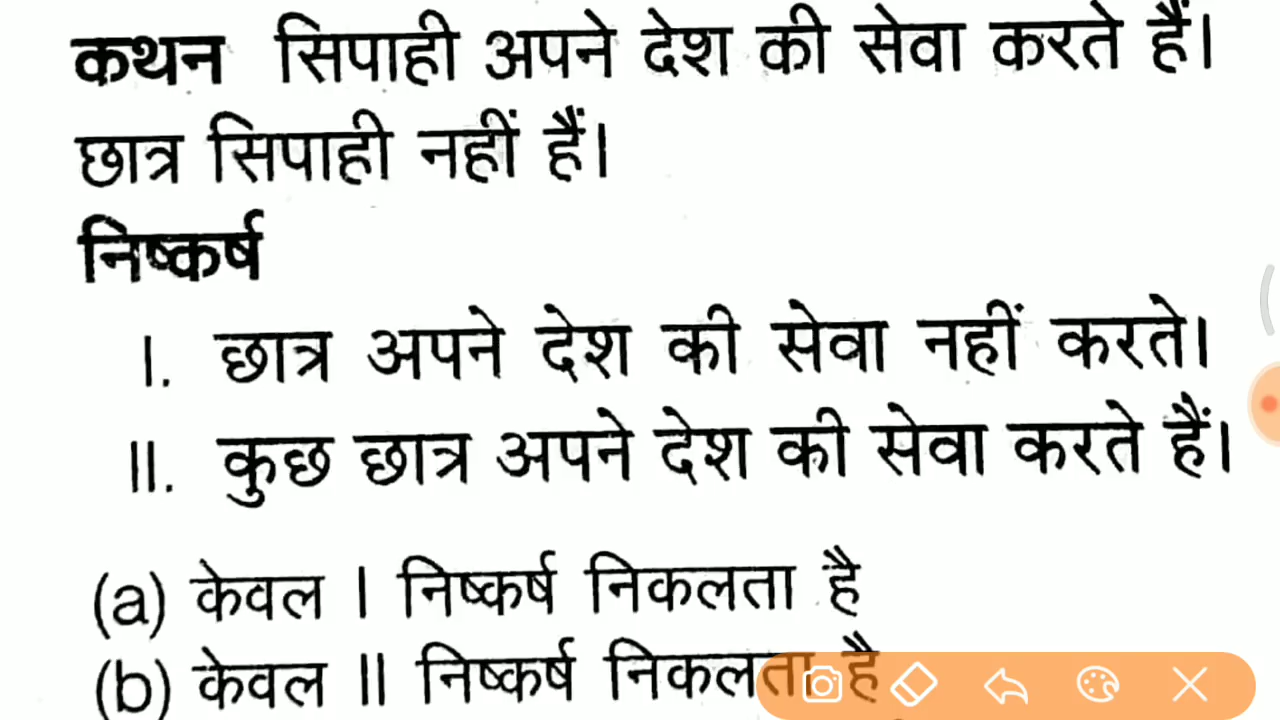 कथन सिपाही अपने देश की सेवा करते हैं।
छात्र सिपाही नहीं हैं।
निष्कर्ष
I. छात्र अपने देश की सेवा नहीं करते।
II. कुछ छात्र अपने देश की सेवा करते हैं।
(a) केवल I निष्कर्ष निकलता है
(b) केवल II निष्कर्ष निकलता है